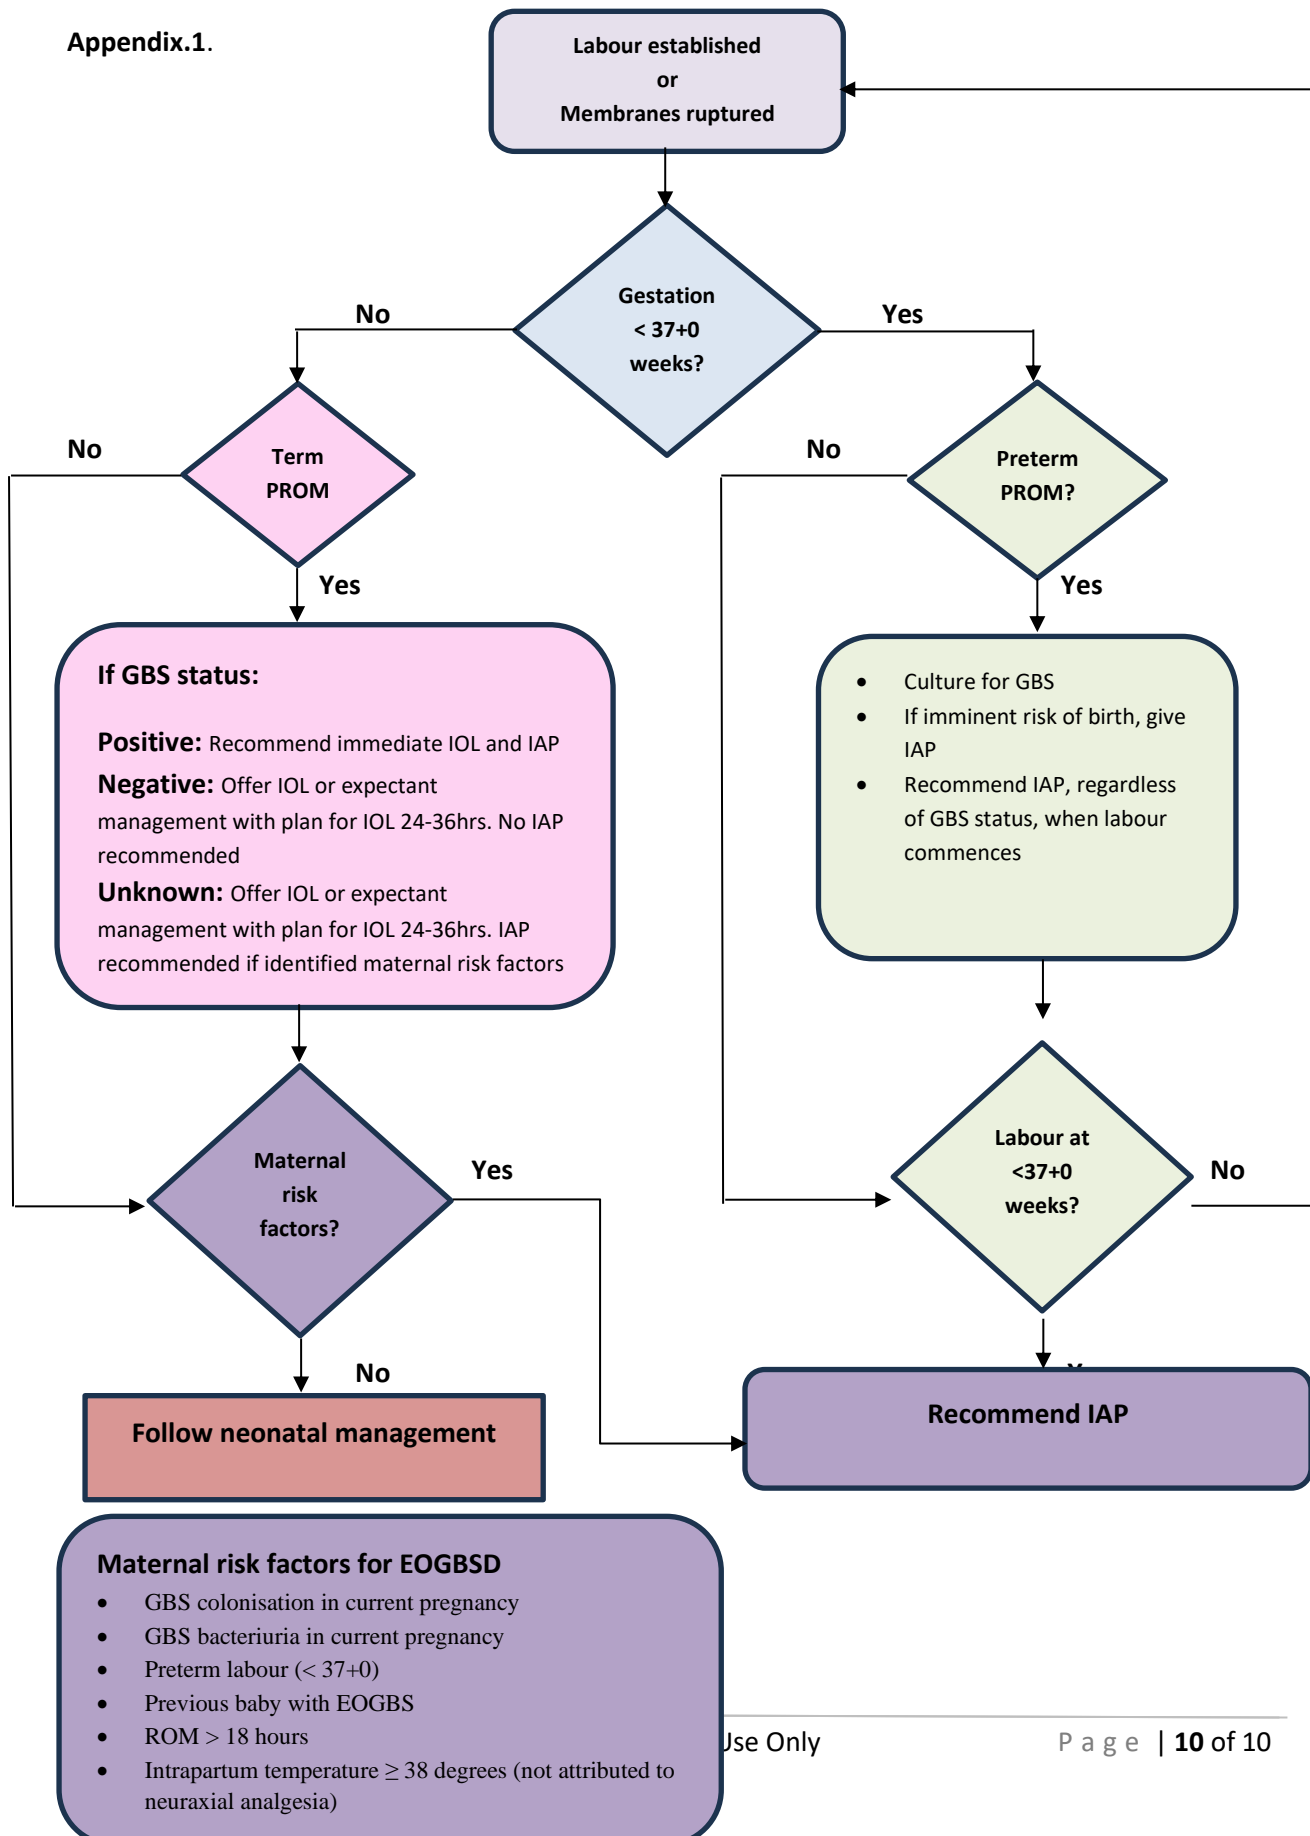 Appendix.1.
Labour established
or
Membranes ruptured
Gestation
< 37+0
weeks?
No
Yes
Term
PROM
No
Yes
Preterm
PROM?
No
Yes
If GBS status:
Positive: Recommend immediate IOL and IAP
Negative: Offer IOL or expectant
management with plan for IOL 24-36hrs. No IAP
recommended
Unknown: Offer IOL or expectant
management with plan for IOL 24-36hrs. IAP
recommended if identified maternal risk factors
• Culture for GBS
• If imminent risk of birth, give
IAP
• Recommend IAP, regardless
of GBS status, when labour
commences
Maternal
risk
factors?
Yes
No
Labour at
<37+0
weeks?
No
Follow neonatal management
Recommend IAP
Maternal risk factors for EOGBSD
• GBS colonisation in current pregnancy
• GBS bacteriuria in current pregnancy
• Preterm labour (< 37+0)
• Previous baby with EOGBS
• ROM > 18 hours
• Intrapartum temperature ≥ 38 degrees (not attributed to
neuraxial analgesia)
Use Only
Page | 10 of 10